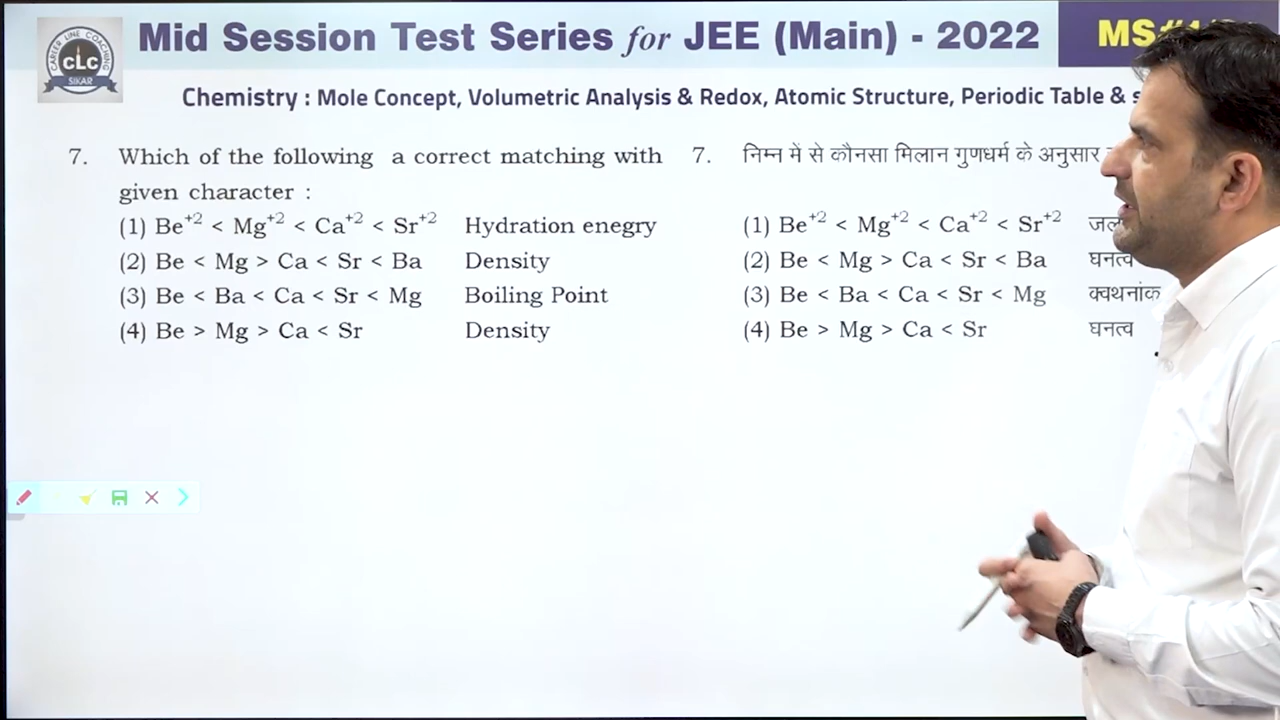 Mid Session Test Series for JEE (Main) - 2022
CAREER LINE COACHING
CLC
SIKAR
Chemistry : Mole Concept, Volumetric Analysis & Redox, Atomic Structure, Periodic Table &
7. Which of the following a correct matching with
given character :
(1) Be⁺² < Mg⁺² < Ca⁺² < Sr⁺² Hydration enegry
(2) Be < Mg > Ca < Sr < Ba Density
(3) Be < Ba < Ca < Sr < Mg Boiling Point
(4) Be > Mg > Ca < Sr Density
7. निम्न में से कौनसा मिलान गुणधर्म के अनुसार
(1) Be⁺² < Mg⁺² < Ca⁺² < Sr⁺²
(2) Be < Mg > Ca < Sr < Ba घनत्व
(3) Be < Ba < Ca < Sr < Mg क्वथनांक
(4) Be > Mg > Ca < Sr घनत्व